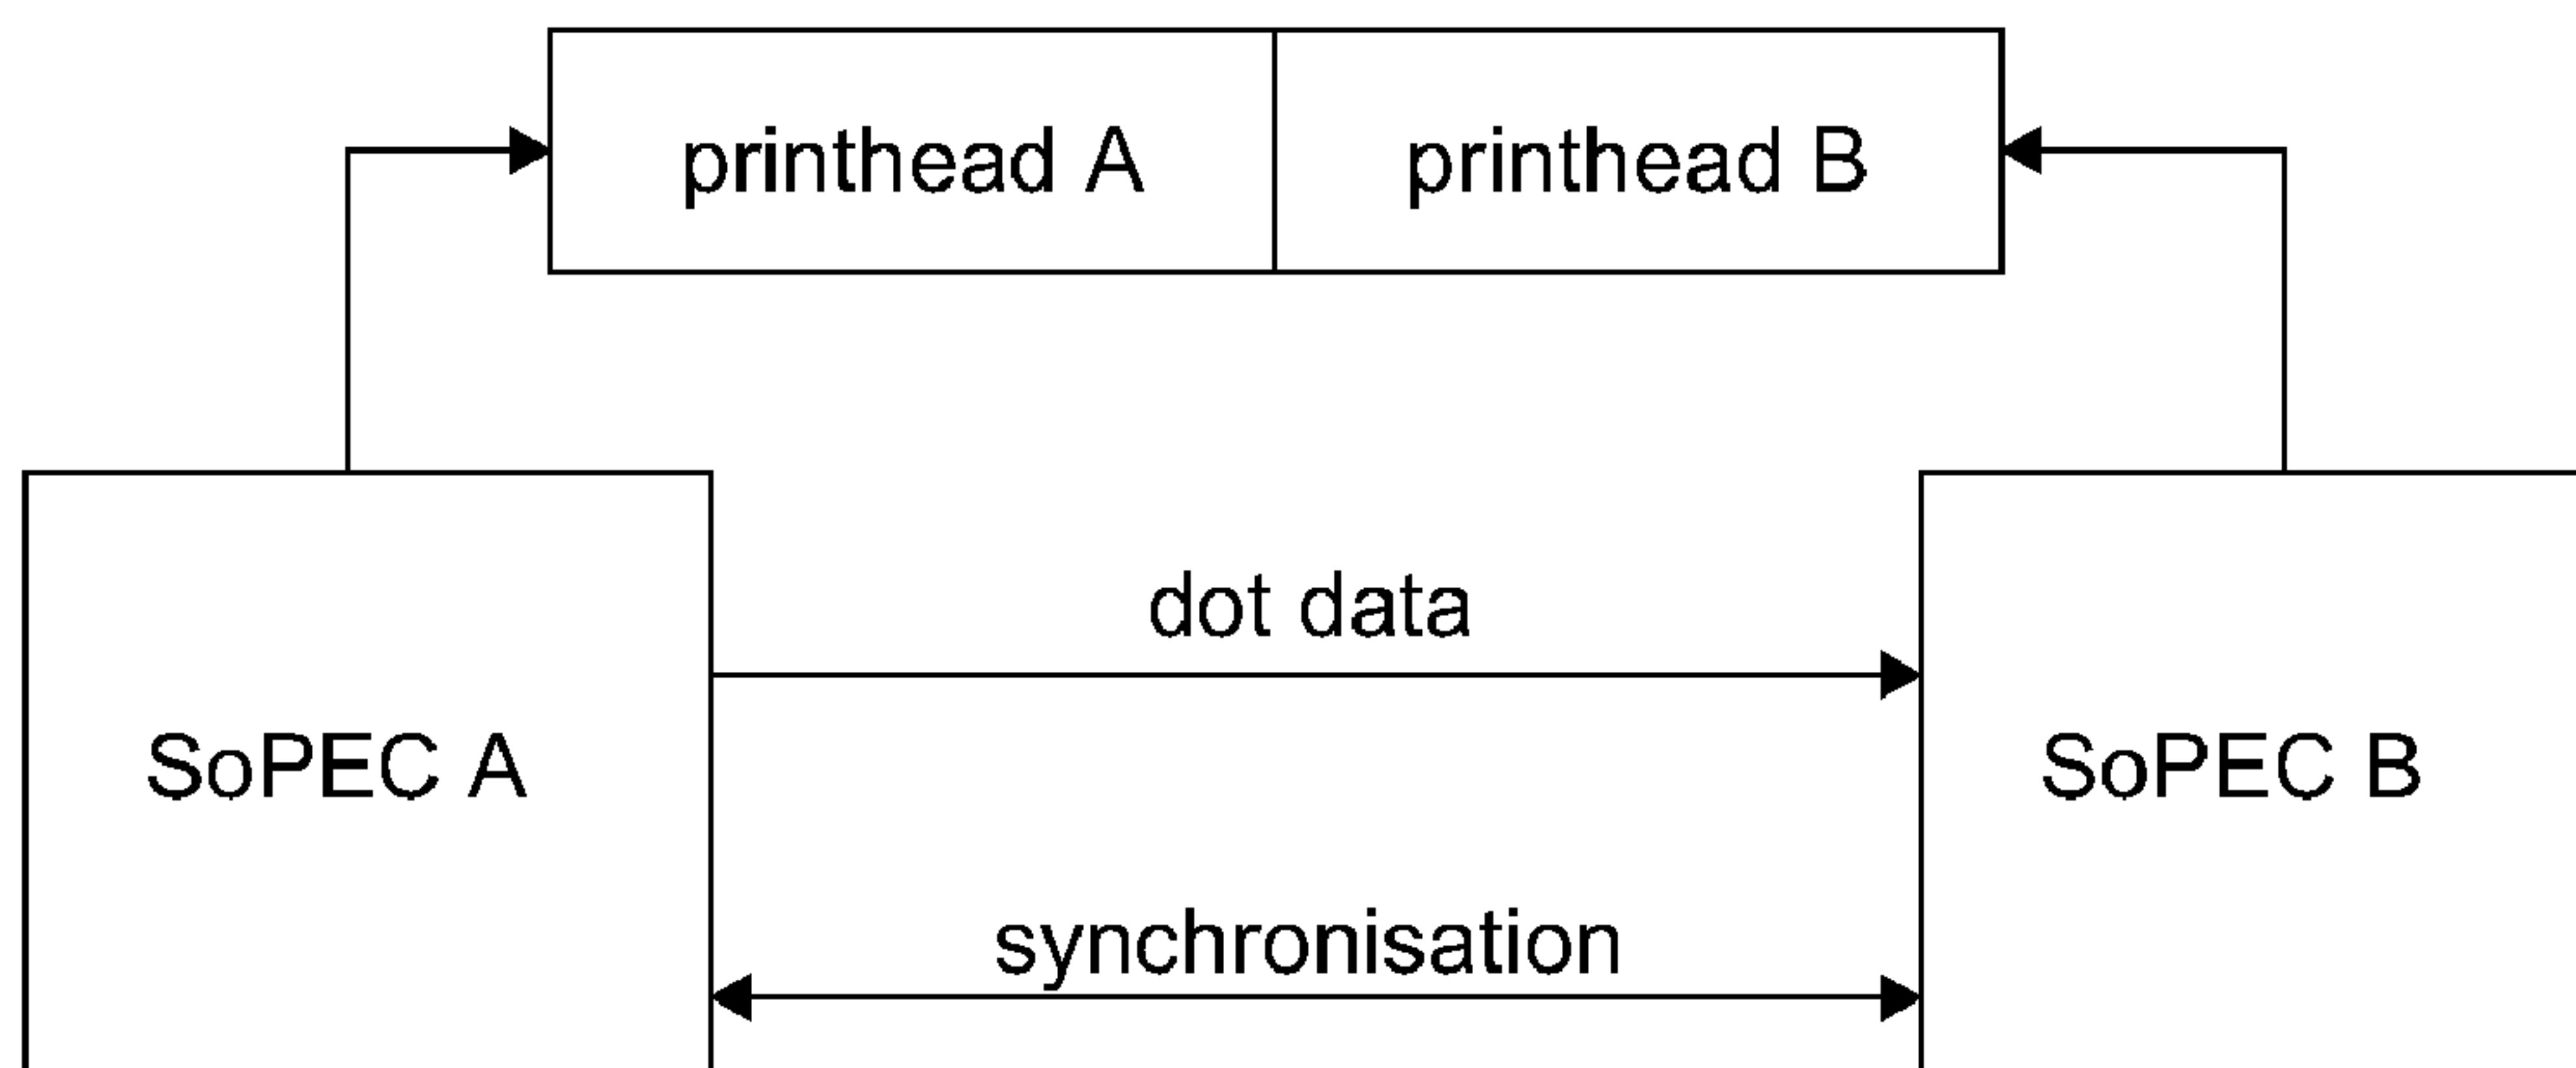 printhead A
printhead B
dot data
SoPEC A
SoPEC B
synchronisation